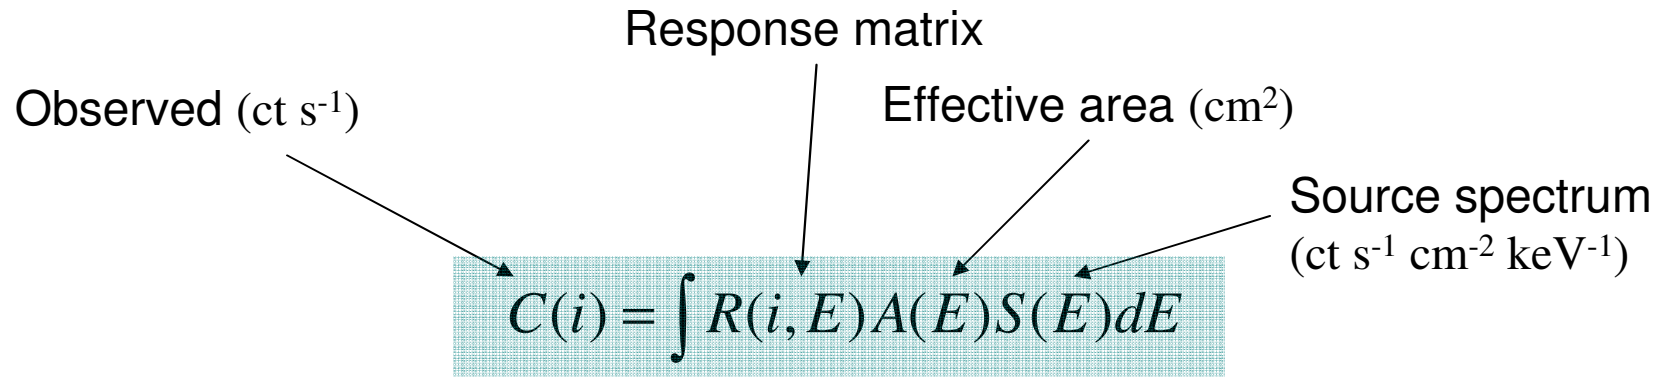 Response matrix
Observed (ct s⁻¹)
Effective area (cm²)
Source spectrum
(ct s⁻¹ cm⁻² keV⁻¹)
C(i) = ∫ R(i, E)A(E)S(E)dE